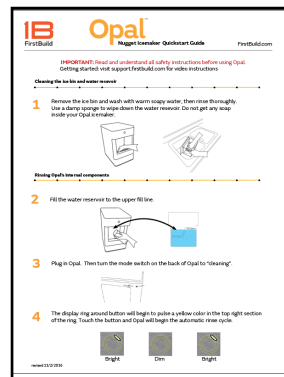 1B
FirstBuild
Opal
Nugget Icemaker Quickstart Guide
FirstBuild.com
IMPORTANT: Read and understand all safety instructions before using Opal.
Getting started: visit support.firstbuild.com for video instructions
Cleaning the ice bin and water resevoir
1
Remove the ice bin and wash with warm soapy water, then rinse thoroughly.
Use a damp sponge to wipe down the water resevoir. Do not get any soap
inside your Opal icemaker.
Rinsing Opal's internal components
2
Fill the water reservoir to the upper fill line.
3
Plug in Opal. Then turn the mode switch on the back of Opal to "cleaning".
4
The display ring around button will begin to pulse a yellow color in the top right section
of the ring. Touch the button and Opal will begin the automatic rinse cycle.
Bright
Dim
Bright